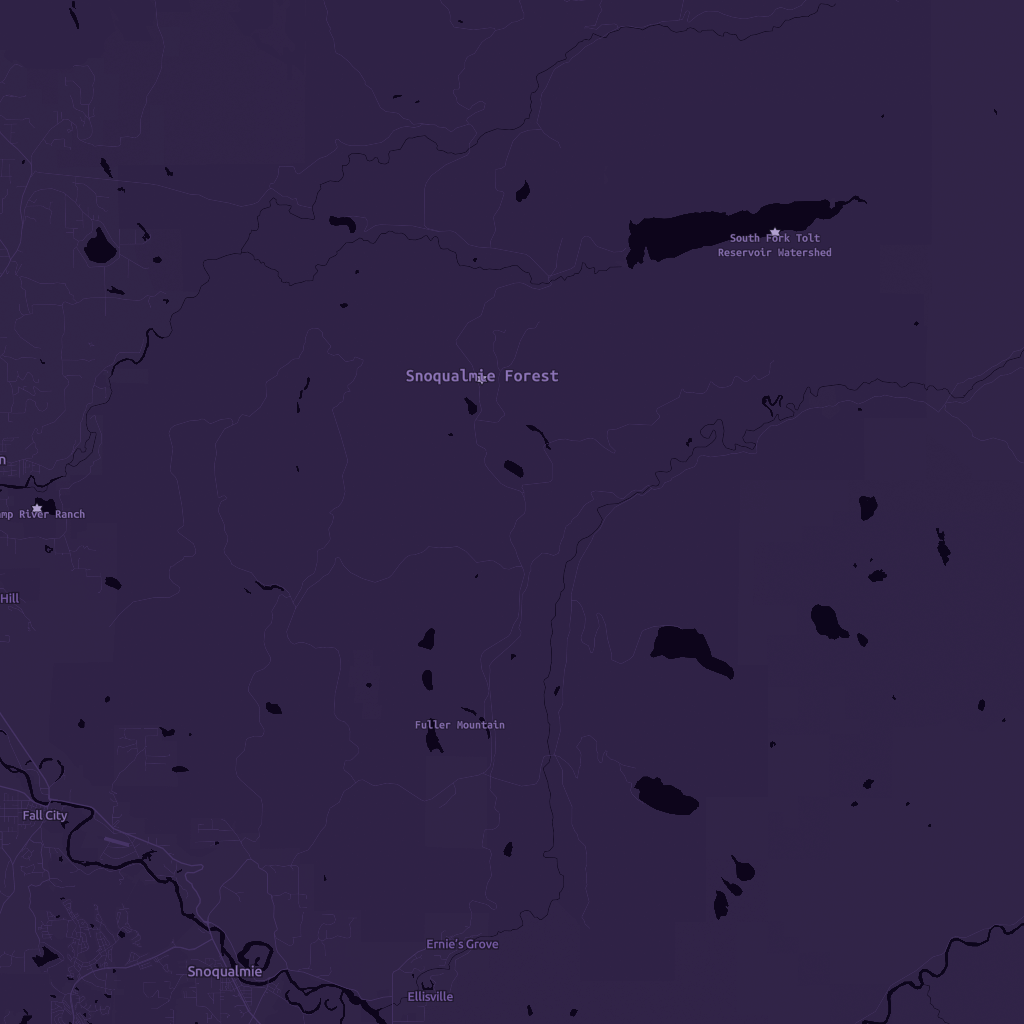 South Fork Tolt
Reservoir Watershed
Snoqualmie Forest
n
mp River Ranch
Hill
Fuller Mountain
Fall City
Ernie's Grove
Snoqualmie
Ellisville